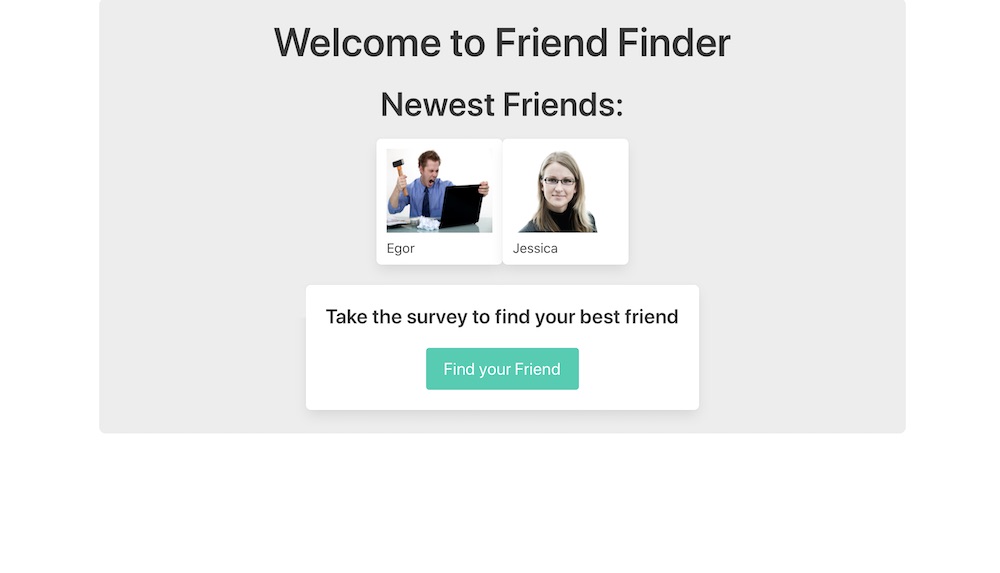 Welcome to Friend Finder
Newest Friends:
Egor
Jessica
Take the survey to find your best friend
Find your Friend